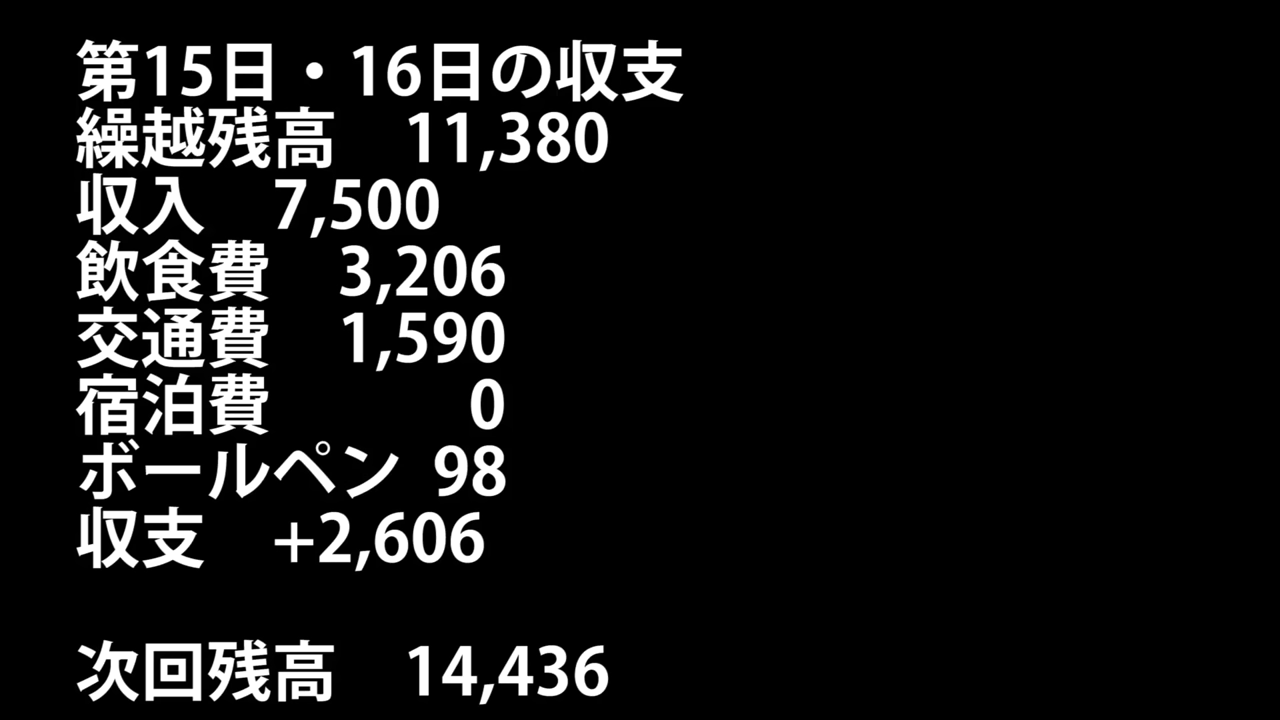 第15日・16日の収支
繰越残高　11,380
収入　7,500
飲食費　3,206
交通費　1,590
宿泊費　　　0
ボールペン 98
収支　+2,606
次回残高　14,436